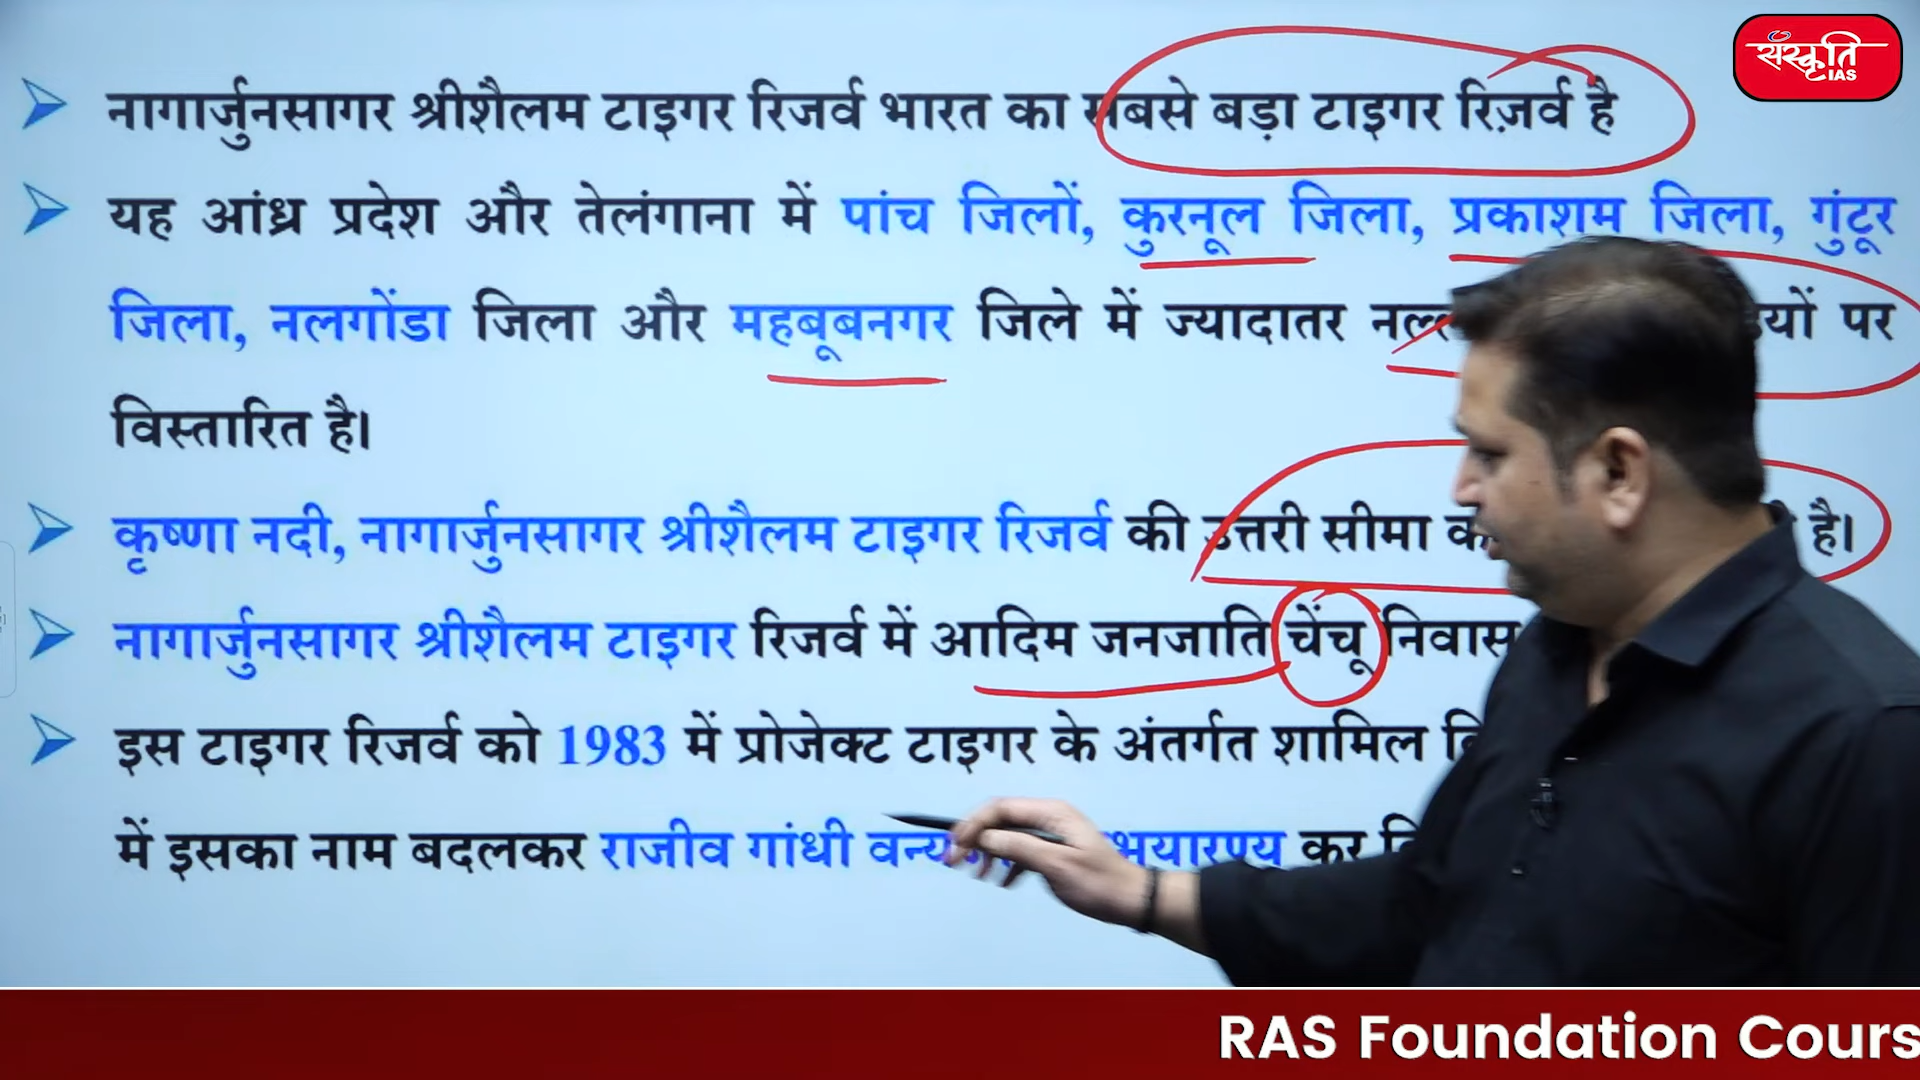 संस्कृति
IAS
नागार्जुनसागर श्रीशैलम टाइगर रिजर्व भारत का सबसे बड़ा टाइगर रिज़र्व है
यह आंध्र प्रदेश और तेलंगाना में पांच जिलों, कुरनूल जिला, प्रकाशम जिला, गुंटूर
जिला, नलगोंडा जिला और महबूबनगर जिले में ज्यादातर पर
विस्तारित है।
कृष्णा नदी, नागार्जुनसागर श्रीशैलम टाइगर रिजर्व की उत्तरी सीमा है।
नागार्जुनसागर श्रीशैलम टाइगर रिजर्व में आदिम जनजाति चेंचू निवास
इस टाइगर रिजर्व को 1983 में प्रोजेक्ट टाइगर के अंतर्गत शामिल
में इसका नाम बदलकर राजीव गांधी कर
RAS Foundation Cours